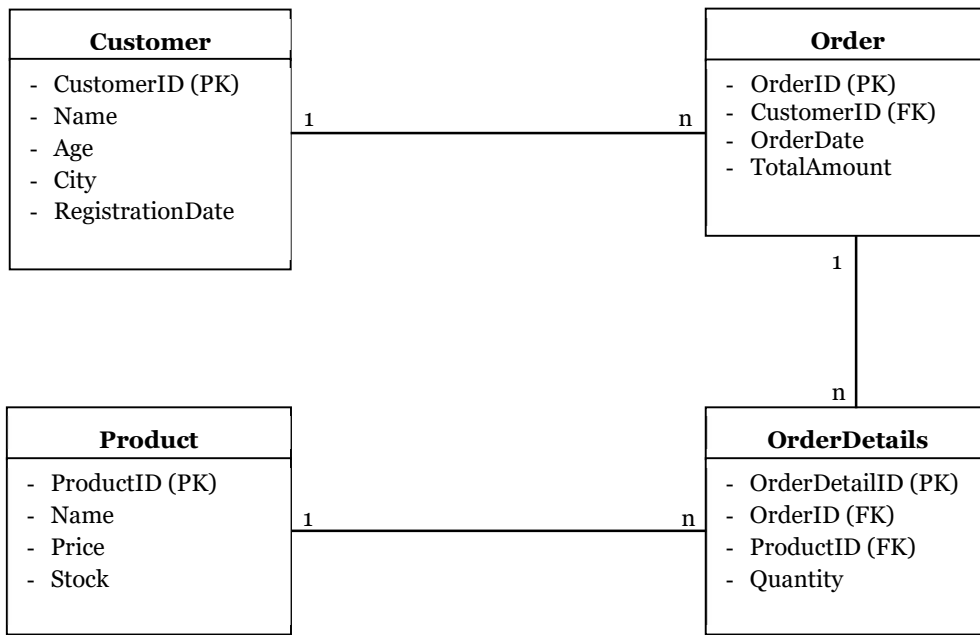 Customer
- CustomerID (PK)
- Name
- Age
- City
- RegistrationDate
1
n
Order
- OrderID (PK)
- CustomerID (FK)
- OrderDate
- TotalAmount
1
n
Product
- ProductID (PK)
- Name
- Price
- Stock
1
n
OrderDetails
- OrderDetailID (PK)
- OrderID (FK)
- ProductID (FK)
- Quantity